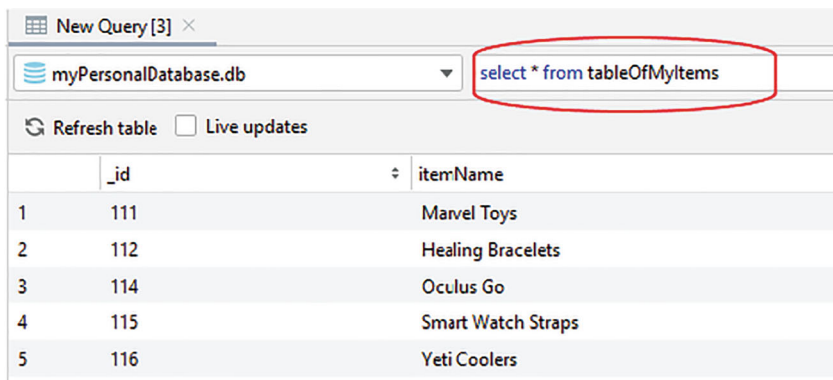 New Query [3]
myPersonalDatabase.db select * from tableOfMyItems
Refresh table Live updates
_id itemName
1 111 Marvel Toys
2 112 Healing Bracelets
3 114 Oculus Go
4 115 Smart Watch Straps
5 116 Yeti Coolers